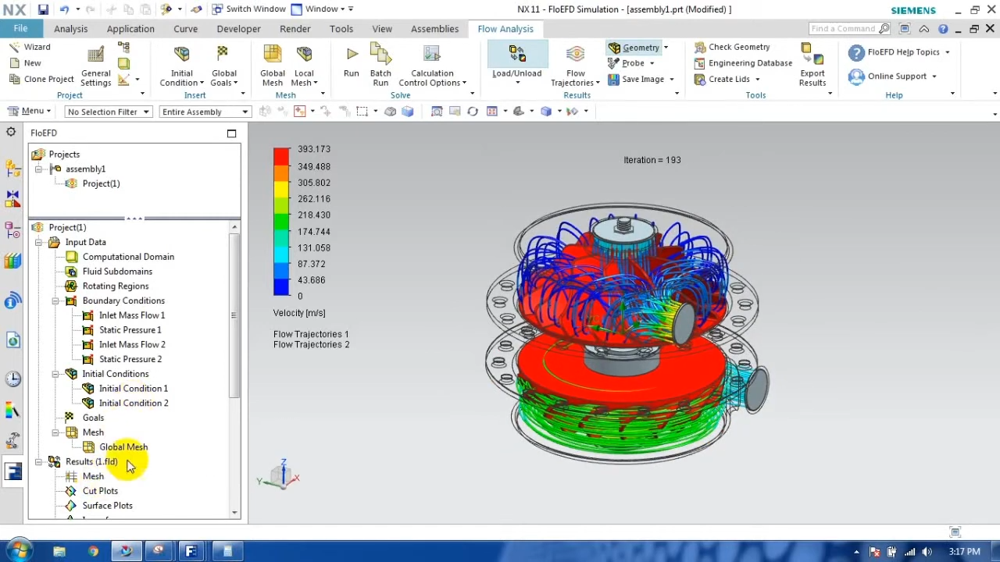 NX
Switch Window
Window
NX 11 - FloEFD Simulation - [assembly1.prt (Modified) ]
SIEMENS
File
Analysis
Application
Curve
Developer
Render
Tools
View
Assemblies
Flow Analysis
Find a Command
Wizard
New
Clone Project
General
Settings
Project
Initial
Condition
Global
Goals
Insert
Global
Mesh
Local
Mesh
Mesh
Run
Batch
Run
Calculation
Control Options
Solve
Load/Unload
Flow
Trajectories
Geometry
Probe
Save Image
Results
Check Geometry
Engineering Database
Create Lids
Export
Results
Tools
FloEFD Help Topics
Online Support
Help
Menu
No Selection Filter
Entire Assembly
FloEFD
Projects
assembly1
Project(1)
Project(1)
Input Data
Computational Domain
Fluid Subdomains
Rotating Regions
Boundary Conditions
Inlet Mass Flow 1
Static Pressure 1
Inlet Mass Flow 2
Static Pressure 2
Initial Conditions
Initial Condition 1
Initial Condition 2
Goals
Mesh
Global Mesh
Results (1.fld)
Mesh
Cut Plots
Surface Plots
393.173
349.488
305.802
262.116
218.430
174.744
131.058
87.372
43.686
0
Velocity [m/s]
Flow Trajectories 1
Flow Trajectories 2
Iteration = 193
Z
Y
X
3:17 PM